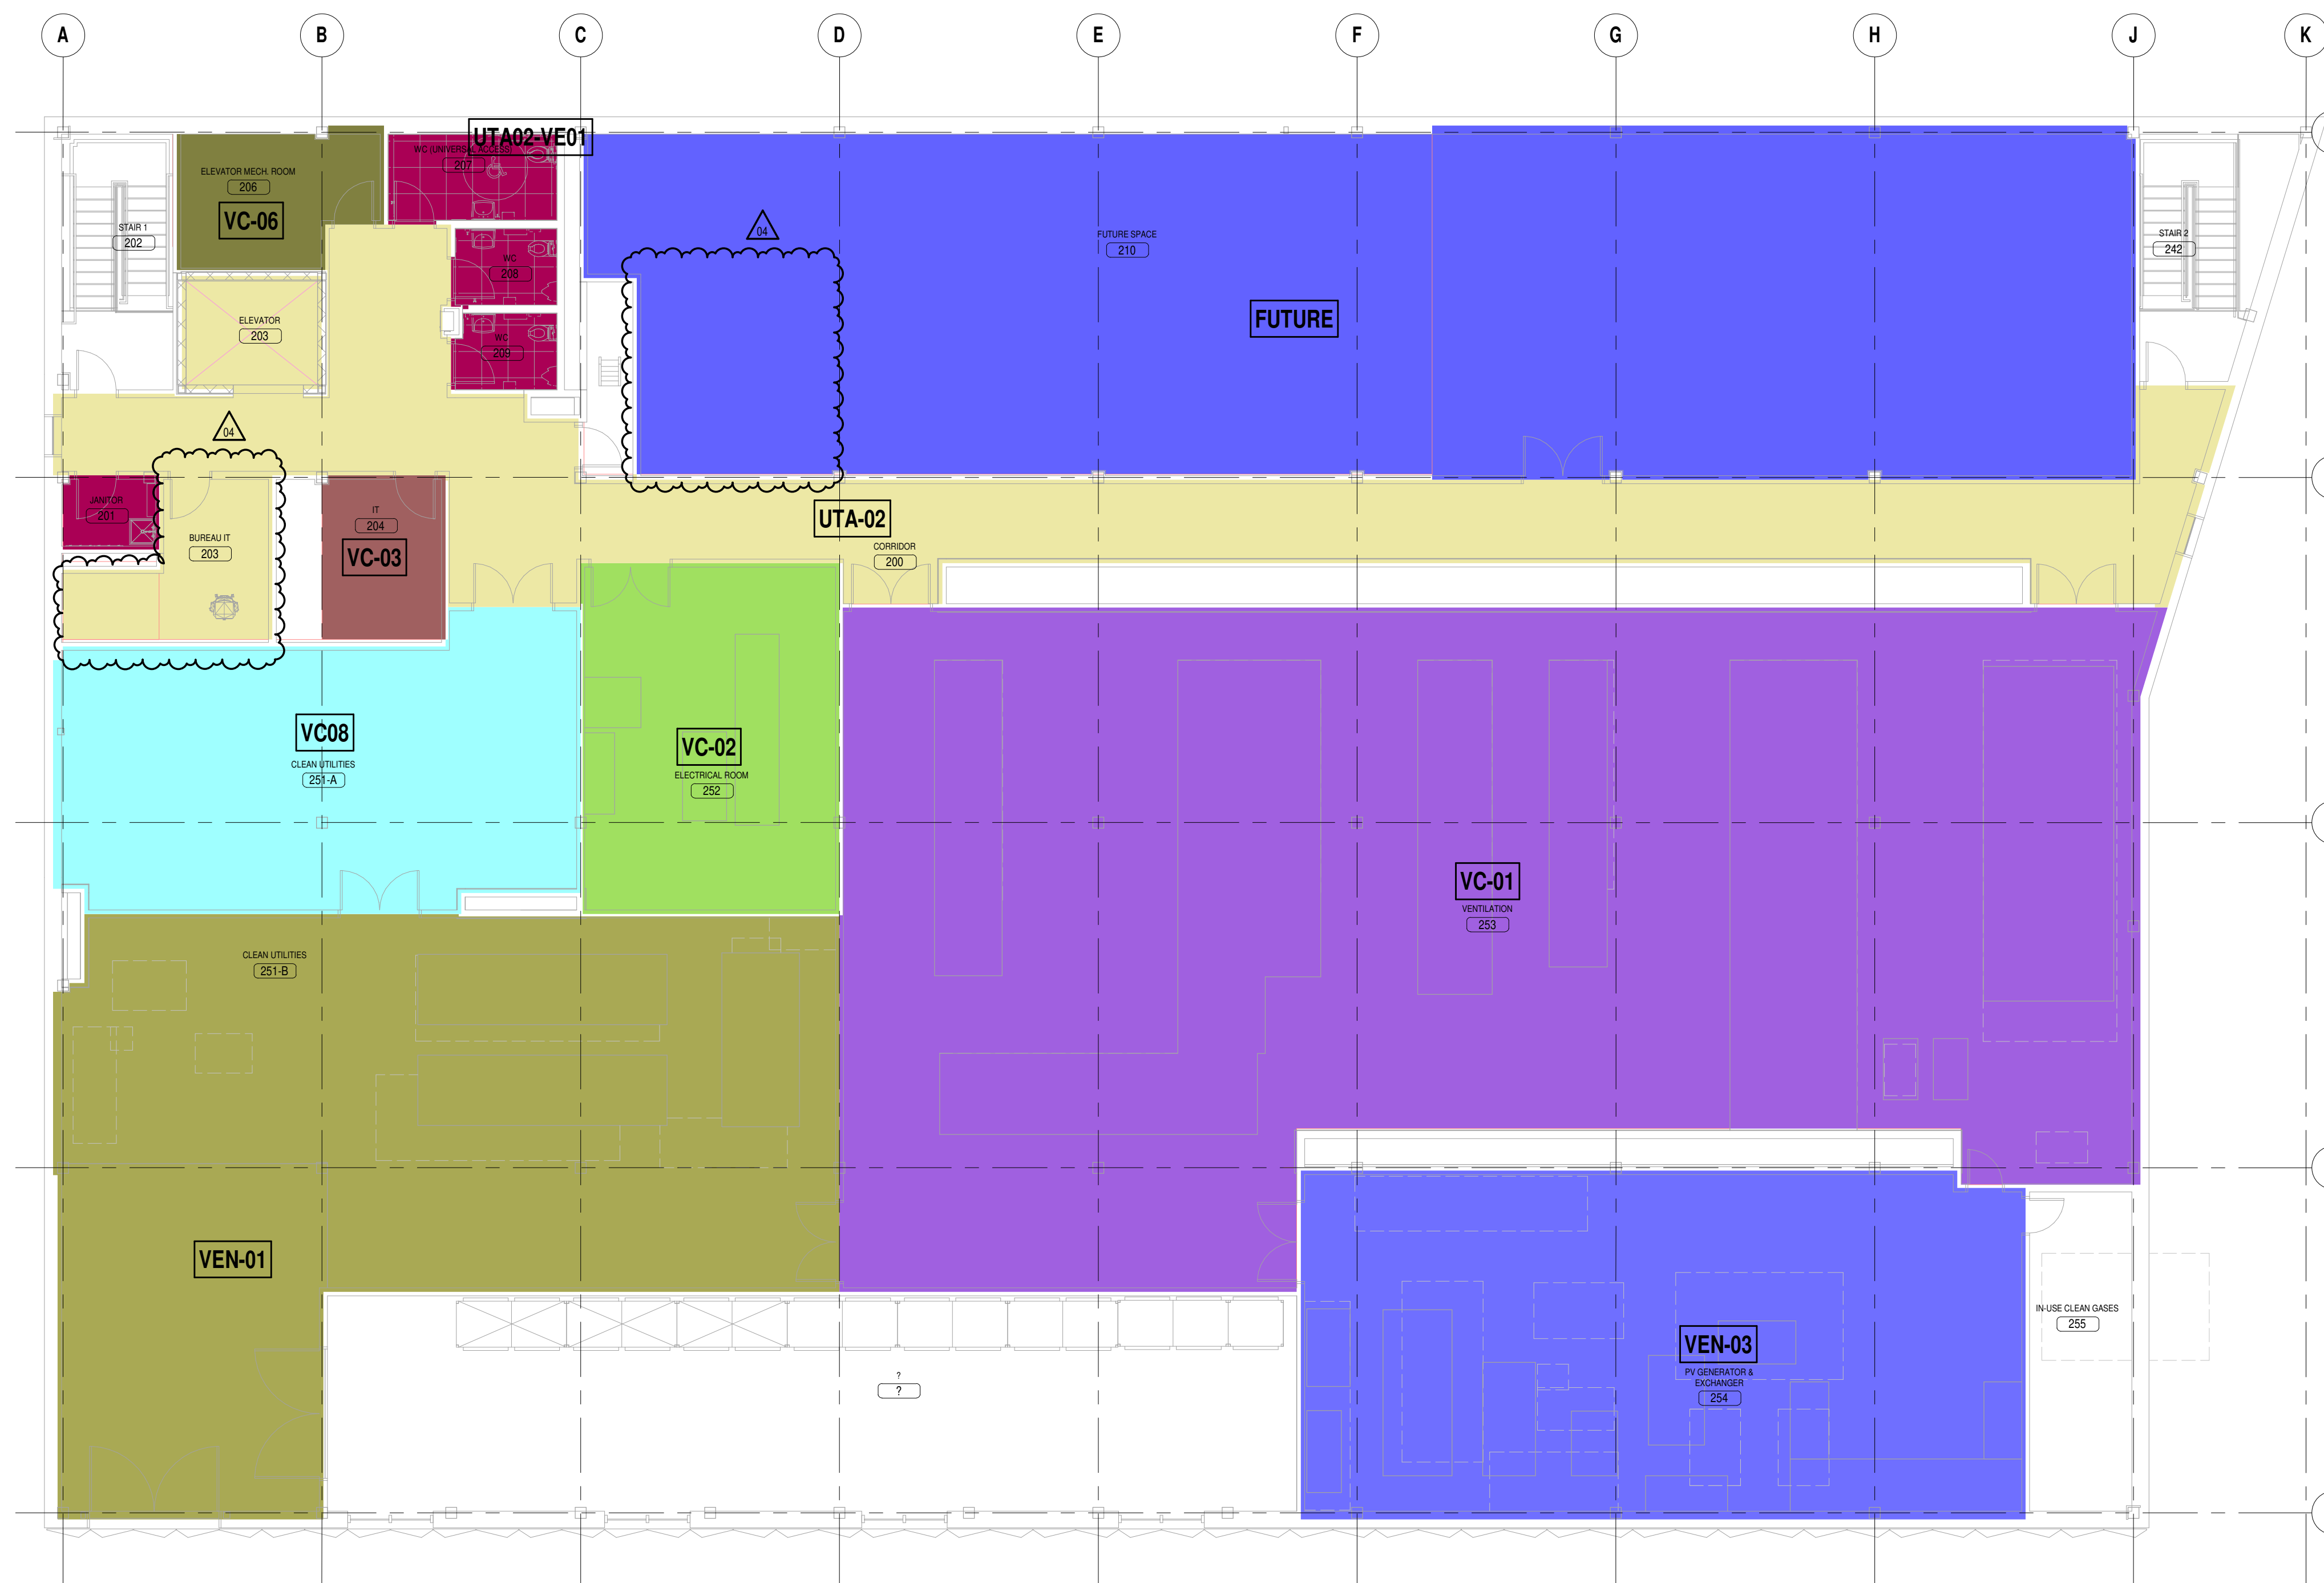 A
B
C
D
E
F
G
H
J
K
UTA02-VE01
WC (UNIVERSAL ACCESS)
207
ELEVATOR MECH. ROOM
206
VC-06
STAIR 1
202
04
WC
208
FUTURE SPACE
210
STAIR 2
242
ELEVATOR
203
WC
209
FUTURE
04
JANITOR
201
BUREAU IT
203
IT
204
VC-03
UTA-02
CORRIDOR
200
VC08
CLEAN UTILITIES
251-A
VC-02
ELECTRICAL ROOM
252
VC-01
VENTILATION
253
CLEAN UTILITIES
251-B
VEN-01
IN-USE CLEAN GASES
255
VEN-03
PV GENERATOR &
EXCHANGER
254
?
?